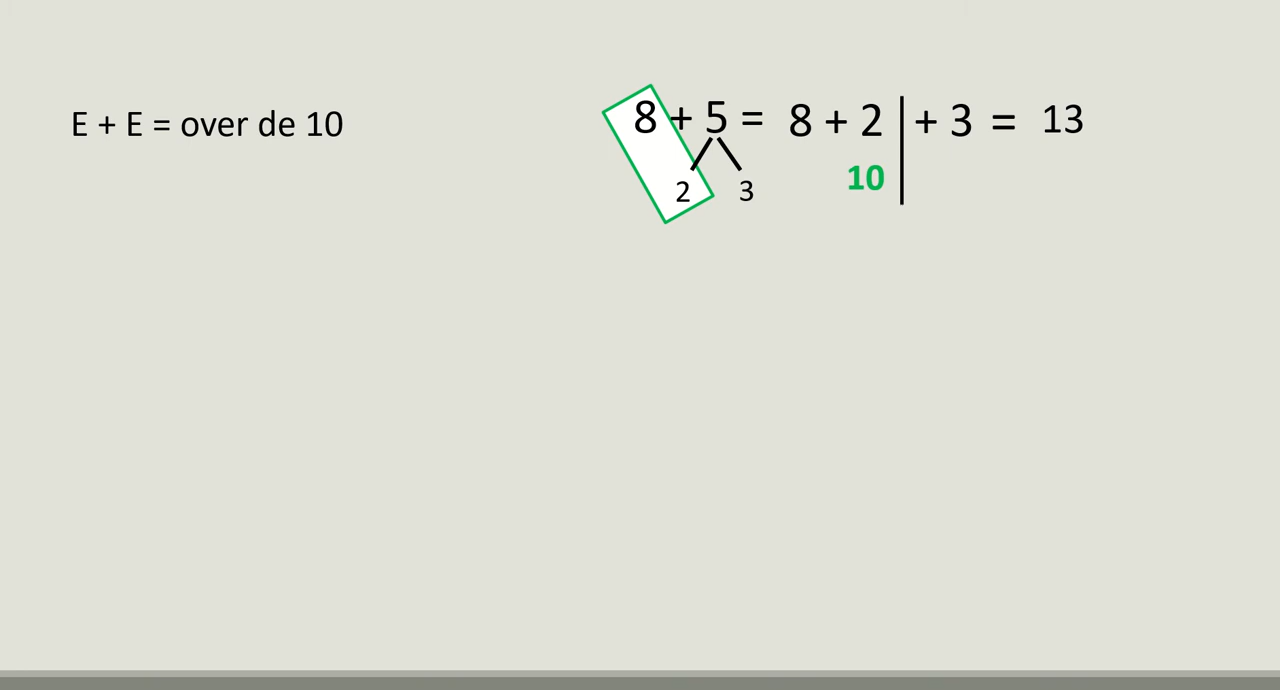 E + E = over de 10
8 + 5 = 8 + 2 | + 3 = 13
2 3
10